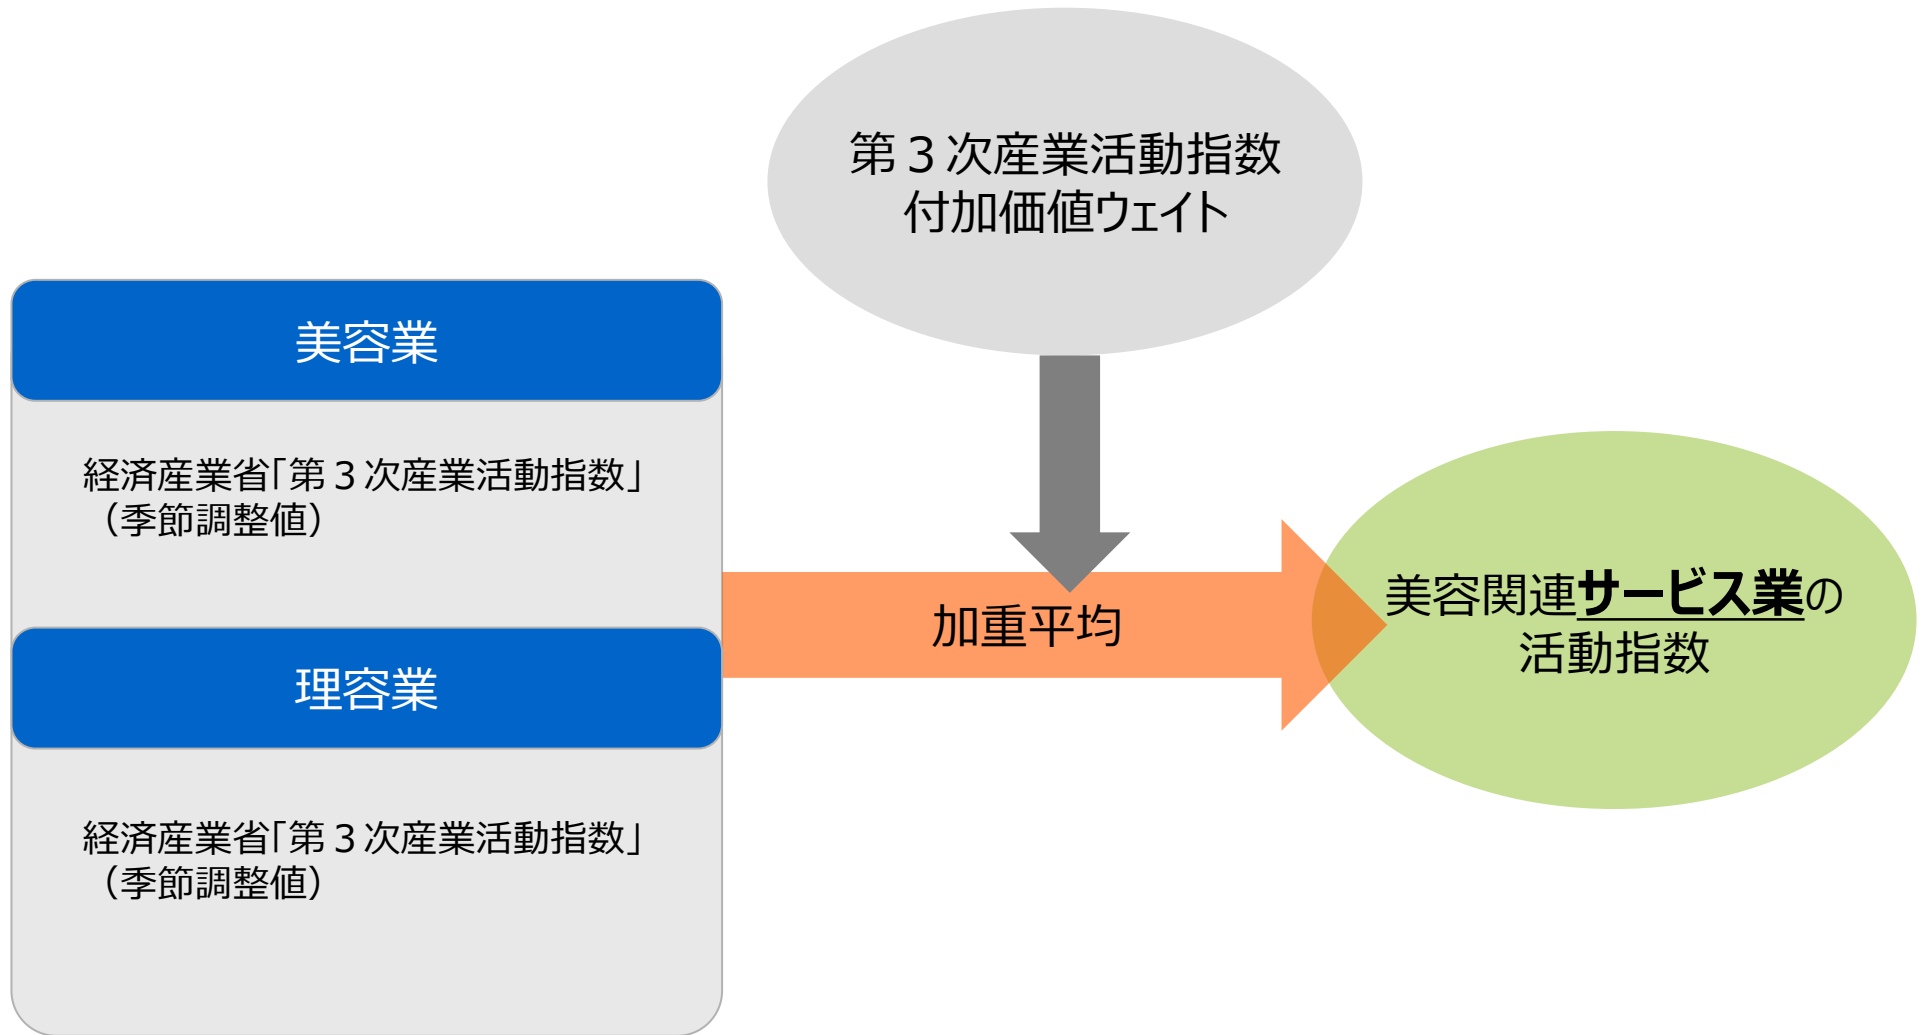 第３次産業活動指数
付加価値ウェイト
美容業
経済産業省「第３次産業活動指数」
（季節調整値）
理容業
経済産業省「第３次産業活動指数」
（季節調整値）
加重平均
美容関連サービス業の
活動指数